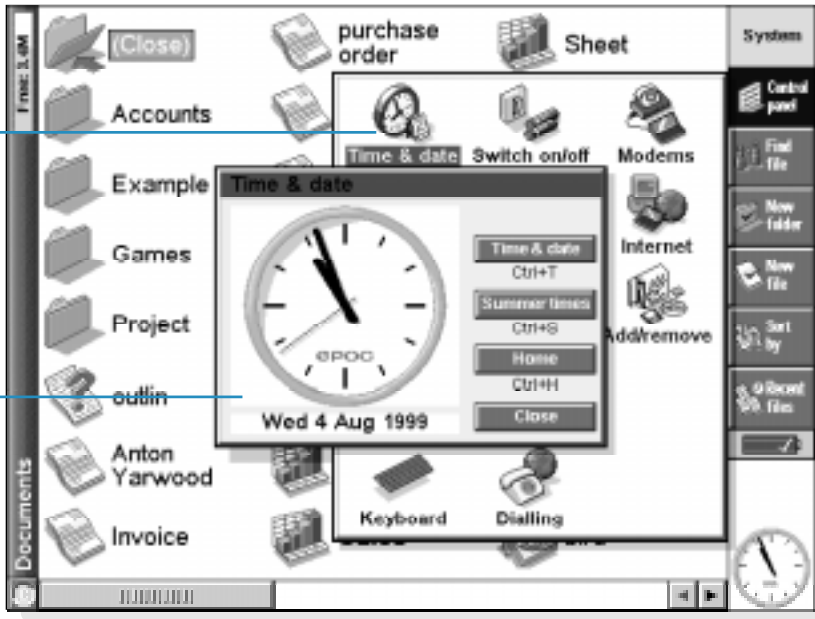 Free: 3.4M
Documents
(Close)
Accounts
Example
Games
Project
outlin
Anton
Yarwood
Invoice
purchase
order
Sheet
Time & date
Switch on/off
Modems
Internet
Add/remove
Keyboard
Dialling
Time & date
epoc
Wed 4 Aug 1999
Time & date
Ctrl+T
Summer times
Ctrl+S
Home
Ctrl+H
Close
System
Control
panel
Find
file
New
folder
New
file
Sort
by
Recent
files